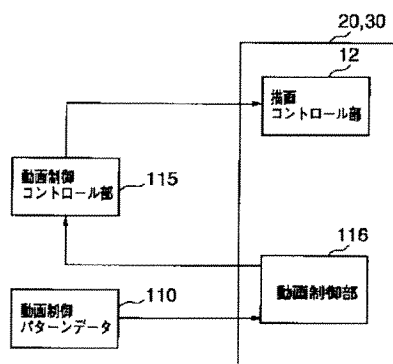 20,30
12
描画
コントロール部
動画制御
コントロール部
115
116
動画制御部
動画制御
パターンデータ
110